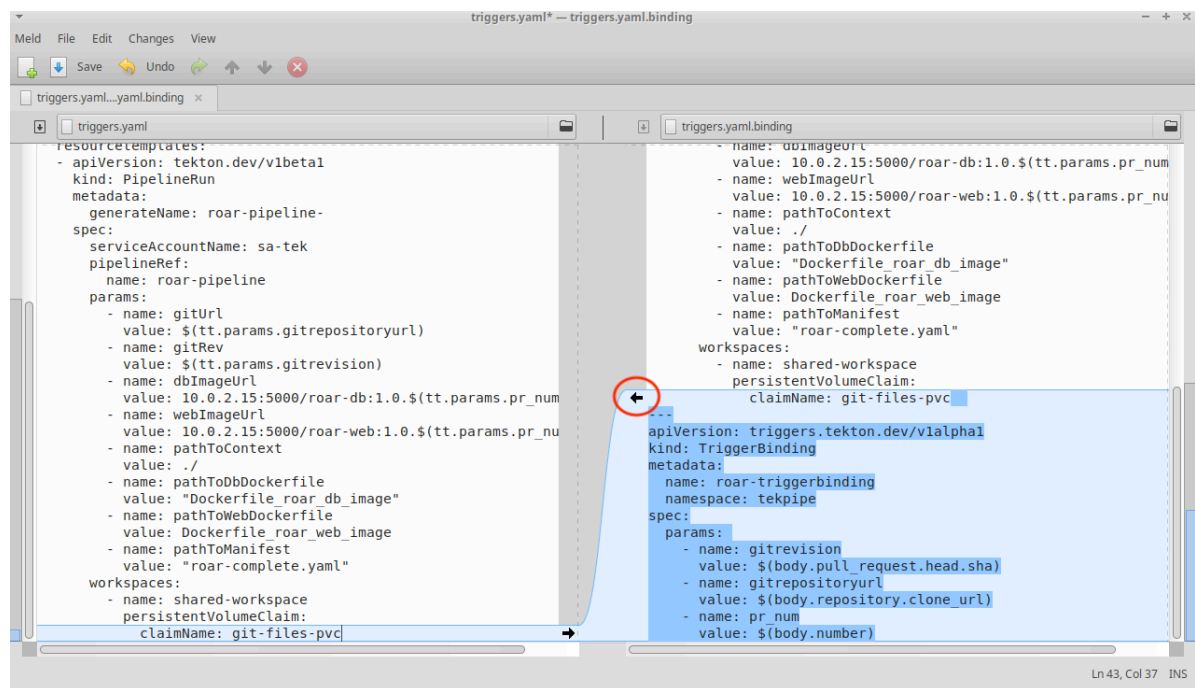 triggers.yaml* — triggers.yaml.binding
Meld File Edit Changes View
Save Undo
triggers.yaml....yaml.binding
triggers.yaml
resourcetemplates:
- apiVersion: tekton.dev/v1beta1
kind: PipelineRun
metadata:
generateName: roar-pipeline-
spec:
serviceAccountName: sa-tek
pipelineRef:
name: roar-pipeline
params:
- name: gitUrl
value: $(tt.params.gitrepositoryurl)
- name: gitRev
value: $(tt.params.gitrevision)
- name: dbImageUrl
value: 10.0.2.15:5000/roar-db:1.0.$(tt.params.pr_num
- name: webImageUrl
value: 10.0.2.15:5000/roar-web:1.0.$(tt.params.pr_nu
- name: pathToContext
value: ./
- name: pathToDbDockerfile
value: "Dockerfile_roar_db_image"
- name: pathToWebDockerfile
value: Dockerfile_roar_web_image
- name: pathToManifest
value: "roar-complete.yaml"
workspaces:
- name: shared-workspace
persistentVolumeClaim:
claimName: git-files-pvc
triggers.yaml.binding
- name: dbImageUrl
value: 10.0.2.15:5000/roar-db:1.0.$(tt.params.pr_num
- name: webImageUrl
value: 10.0.2.15:5000/roar-web:1.0.$(tt.params.pr_nu
- name: pathToContext
value: ./
- name: pathToDbDockerfile
value: "Dockerfile_roar_db_image"
- name: pathToWebDockerfile
value: Dockerfile_roar_web_image
- name: pathToManifest
value: "roar-complete.yaml"
workspaces:
- name: shared-workspace
persistentVolumeClaim:
claimName: git-files-pvc
---
apiVersion: triggers.tekton.dev/v1alpha1
kind: TriggerBinding
metadata:
name: roar-triggerbinding
namespace: tekpipe
spec:
params:
- name: gitrevision
value: $(body.pull_request.head.sha)
- name: gitrepositoryurl
value: $(body.repository.clone_url)
- name: pr_num
value: $(body.number)
Ln 43, Col 37 INS